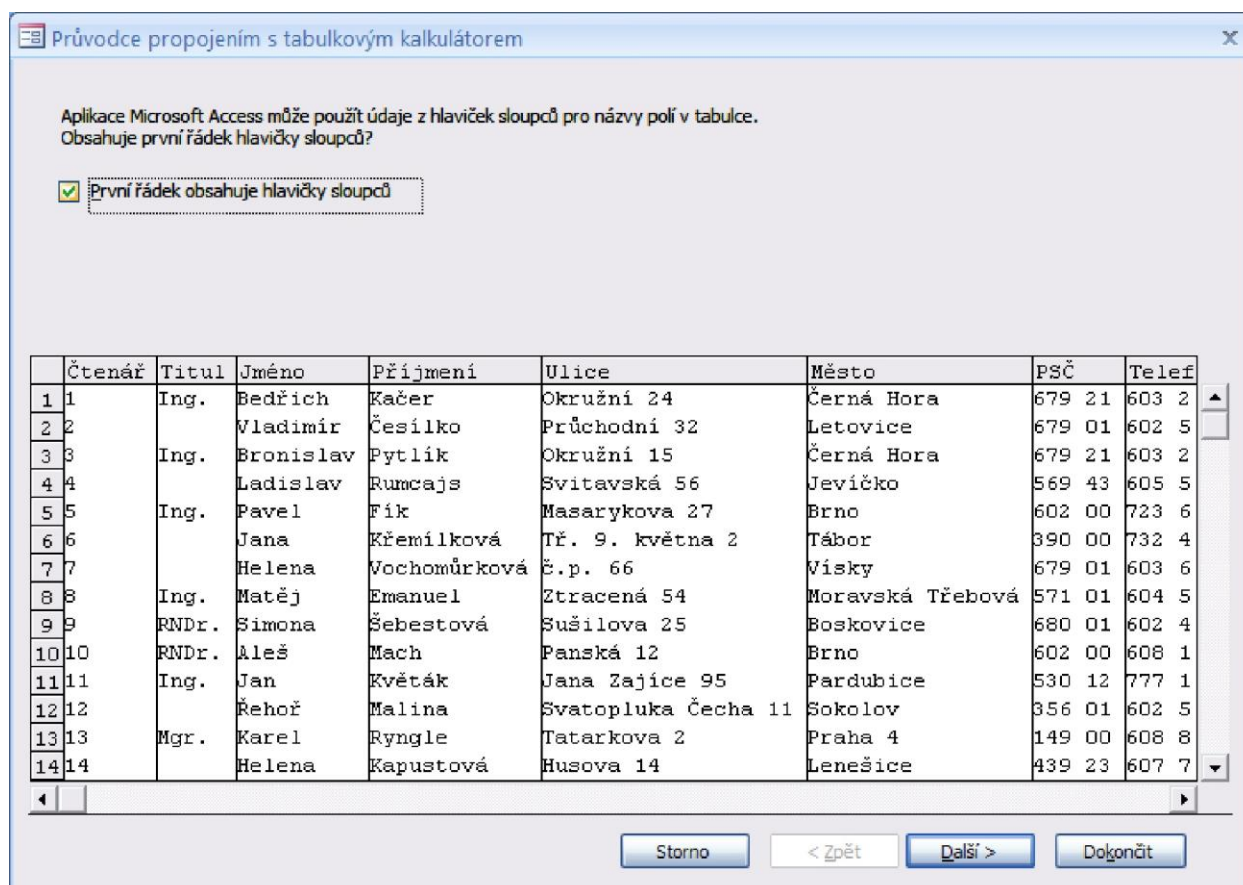 Průvodce propojením s tabulkovým kalkulátorem
Aplikace Microsoft Access může použít údaje z hlaviček sloupců pro názvy polí v tabulce.
Obsahuje první řádek hlavičky sloupců?
První řádek obsahuje hlavičky sloupců
Čtenář Titul Jméno Příjmení Ulice Město PSČ Telef
1 1 Ing. Bedřich Kačer Okružní 24 Černá Hora 679 21 603 2
2 2 Vladimír Česílko Průchodní 32 Letovice 679 01 602 5
3 3 Ing. Bronislav Pytlík Okružní 15 Černá Hora 679 21 603 2
4 4 Ladislav Rumcajs Svitavská 56 Jevíčko 569 43 605 5
5 5 Ing. Pavel Fík Masarykova 27 Brno 602 00 723 6
6 6 Jana Křemílková Tř. 9. května 2 Tábor 390 00 732 4
7 7 Helena Vochomůrková č.p. 66 Vísky 679 01 603 6
8 8 Ing. Matěj Emanuel Ztracená 54 Moravská Třebová 571 01 604 5
9 9 RNDr. Simona Šebestová Sušilova 25 Boskovice 680 01 602 4
10 10 RNDr. Aleš Mach Panská 12 Brno 602 00 608 1
11 11 Ing. Jan Květák Jana Zajíce 95 Pardubice 530 12 777 1
12 12 Řehoř Malina Svatopluka Čecha 11 Sokolov 356 01 602 5
13 13 Mgr. Karel Ryngle Tatarkova 2 Praha 4 149 00 608 8
14 14 Helena Kapustová Husova 14 Lenešice 439 23 607 7
Storno < Zpět Další > Dokončit